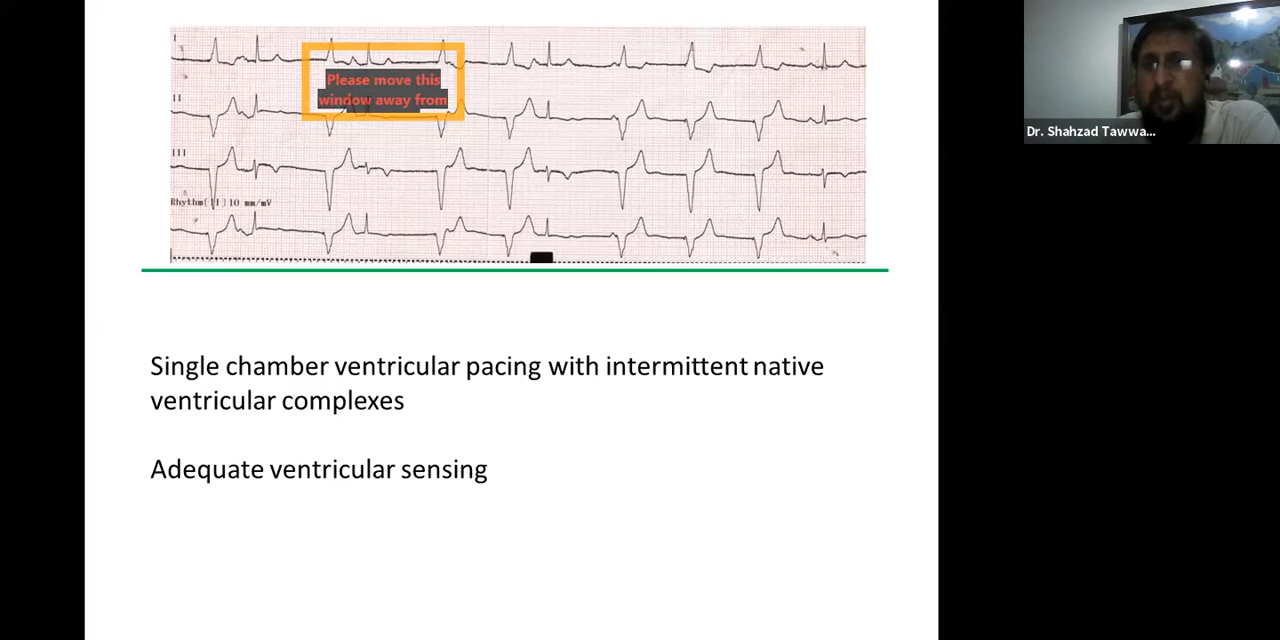 I
Please move this
window away from
II
III
Rhythm[II]10 mm/mV
Dr. Shahzad Tawwa...
Single chamber ventricular pacing with intermittent native
ventricular complexes
Adequate ventricular sensing